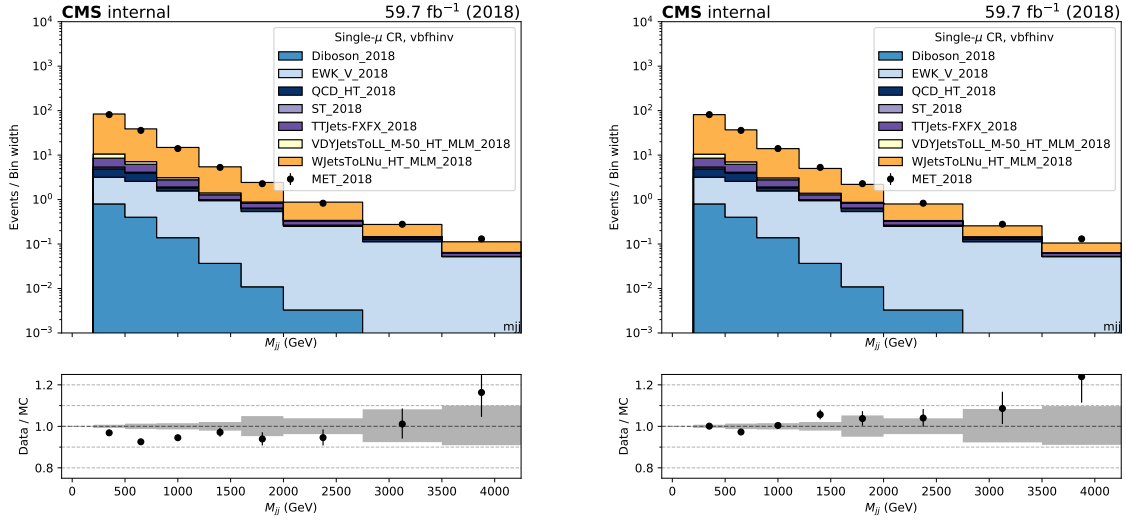 CMS internal 59.7 fb⁻¹ (2018)
Events / Bin width
10⁴
10³
10²
10¹
10⁰
10⁻¹
10⁻²
10⁻³
Single-μ CR, vbfhinv
Diboson_2018
EWK_V_2018
QCD_HT_2018
ST_2018
TTJets-FXFX_2018
VDYJetsToLL_M-50_HT_MLM_2018
WJetsToLNu_HT_MLM_2018
MET_2018
mjj
M_jj (GeV)
Data / MC
1.2
1.0
0.8
0 500 1000 1500 2000 2500 3000 3500 4000
M_jj (GeV)
CMS internal 59.7 fb⁻¹ (2018)
Events / Bin width
10⁴
10³
10²
10¹
10⁰
10⁻¹
10⁻²
10⁻³
Single-μ CR, vbfhinv
Diboson_2018
EWK_V_2018
QCD_HT_2018
ST_2018
TTJets-FXFX_2018
VDYJetsToLL_M-50_HT_MLM_2018
WJetsToLNu_HT_MLM_2018
MET_2018
mjj
M_jj (GeV)
Data / MC
1.2
1.0
0.8
0 500 1000 1500 2000 2500 3000 3500 4000
M_jj (GeV)